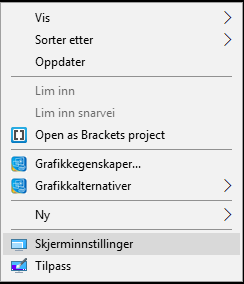 Vis
Sorter etter
Oppdater
Lim inn
Lim inn snarvei
Open as Brackets project
Grafikkegenskaper...
Grafikkalternativer
Ny
Skjerminnstillinger
Tilpass